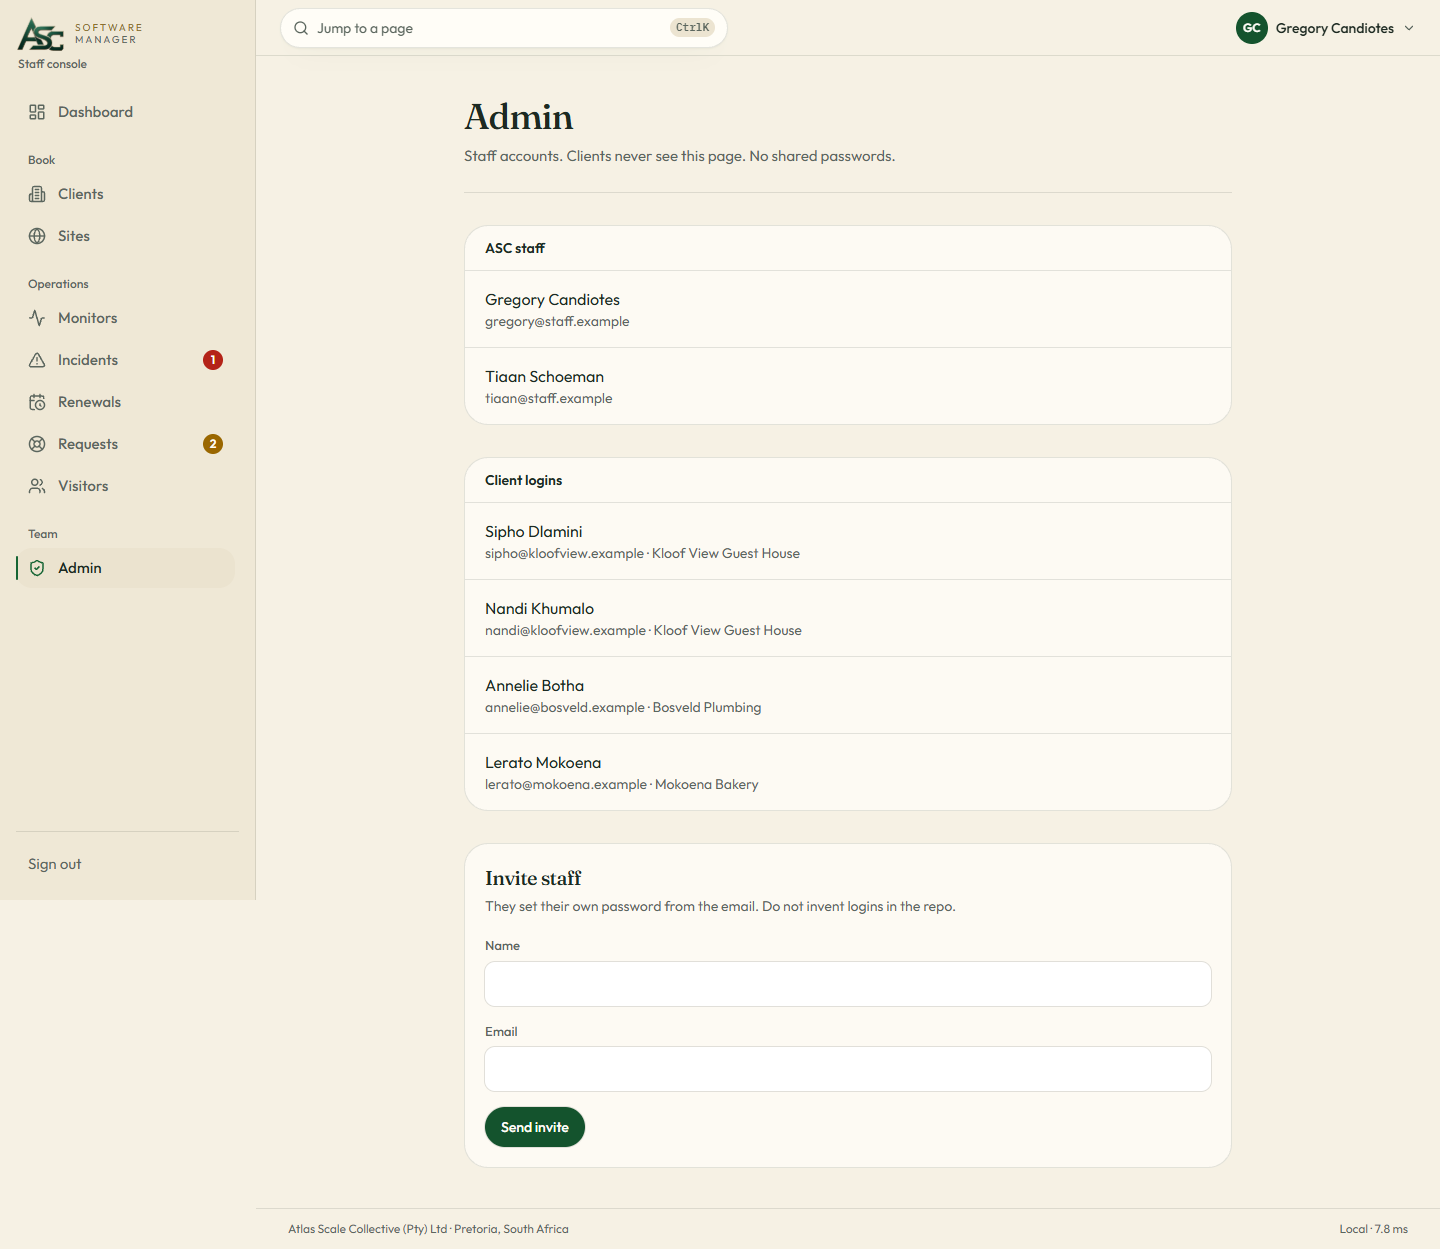 ASC SOFTWARE
MANAGER
Staff console
Dashboard
Book
Clients
Sites
Operations
Monitors
Incidents 1
Renewals
Requests 2
Visitors
Team
Admin
Sign out
Jump to a page CtrlK
GC Gregory Candiotes
Admin
Staff accounts. Clients never see this page. No shared passwords.
ASC staff
Gregory Candiotes
gregory@staff.example
Tiaan Schoeman
tiaan@staff.example
Client logins
Sipho Dlamini
sipho@kloofview.example · Kloof View Guest House
Nandi Khumalo
nandi@kloofview.example · Kloof View Guest House
Annelie Botha
annelie@bosveld.example · Bosveld Plumbing
Lerato Mokoena
lerato@mokoena.example · Mokoena Bakery
Invite staff
They set their own password from the email. Do not invent logins in the repo.
Name
Email
Send invite
Atlas Scale Collective (Pty) Ltd · Pretoria, South Africa
Local · 7.8 ms